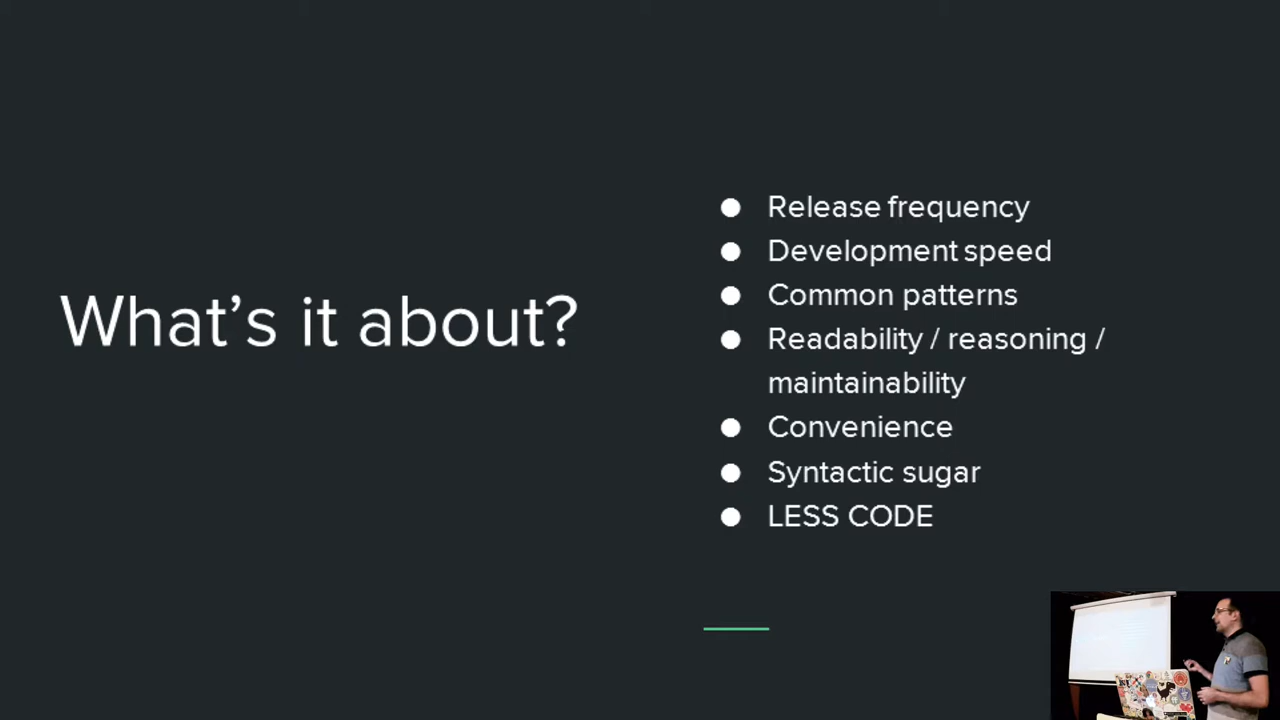 What's it about?
● Release frequency
● Development speed
● Common patterns
● Readability / reasoning /
maintainability
● Convenience
● Syntactic sugar
● LESS CODE